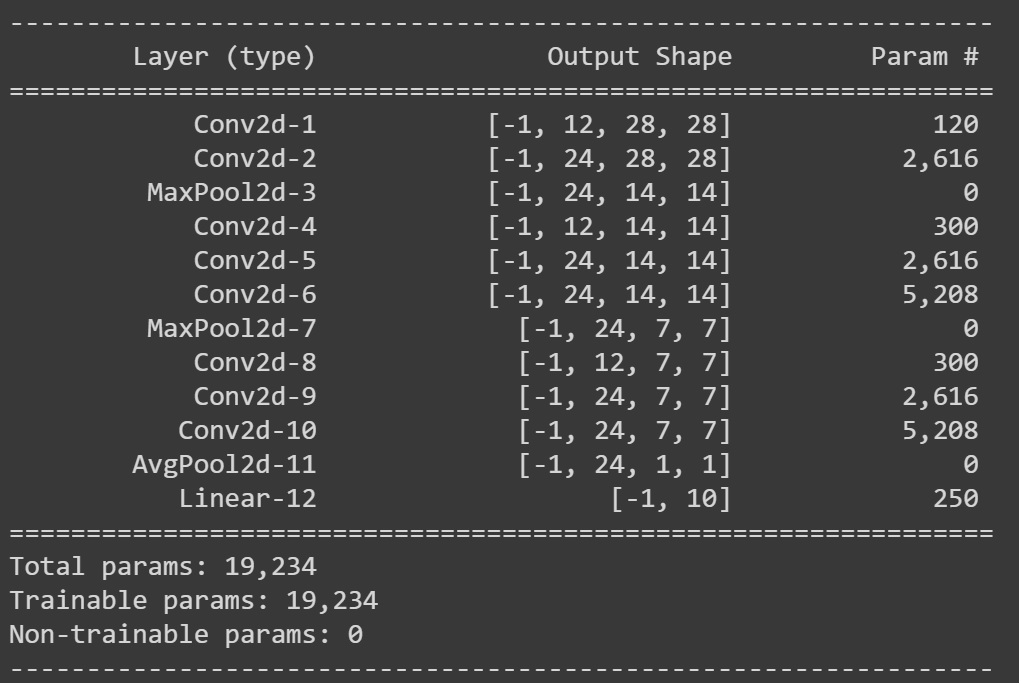 ----------------------------------------------------------------
        Layer (type)               Output Shape         Param #
================================================================
            Conv2d-1           [-1, 12, 28, 28]             120
            Conv2d-2           [-1, 24, 28, 28]           2,616
         MaxPool2d-3           [-1, 24, 14, 14]               0
            Conv2d-4           [-1, 12, 14, 14]             300
            Conv2d-5           [-1, 24, 14, 14]           2,616
            Conv2d-6           [-1, 24, 14, 14]           5,208
         MaxPool2d-7             [-1, 24, 7, 7]               0
            Conv2d-8             [-1, 12, 7, 7]             300
            Conv2d-9             [-1, 24, 7, 7]           2,616
           Conv2d-10             [-1, 24, 7, 7]           5,208
        AvgPool2d-11             [-1, 24, 1, 1]               0
           Linear-12                   [-1, 10]             250
================================================================
Total params: 19,234
Trainable params: 19,234
Non-trainable params: 0
----------------------------------------------------------------